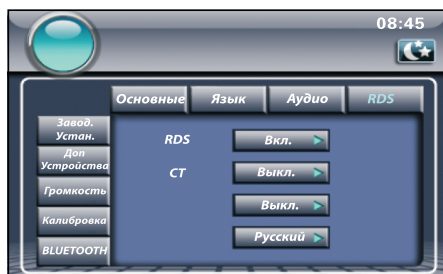 08:45
Основные Язык Аудио RDS
Завод.
Устан.
Доп
Устройства
Громкость
Калибровка
BLUETOOTH
RDS Вкл.
CT Выкл.
Выкл.
Русский